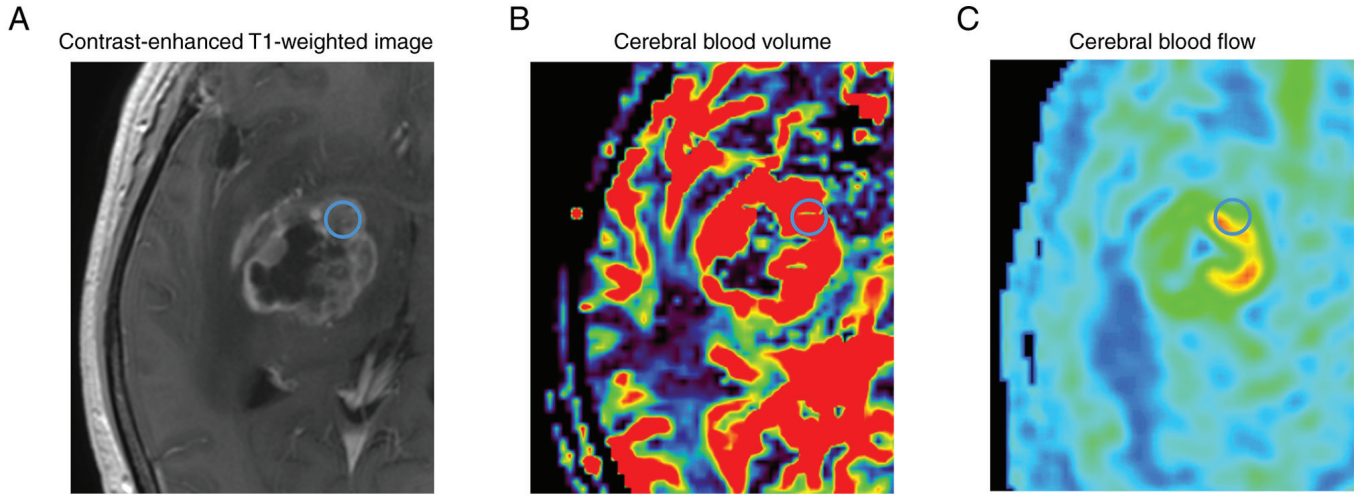 A
Contrast-enhanced T1-weighted image
B
Cerebral blood volume
C
Cerebral blood flow